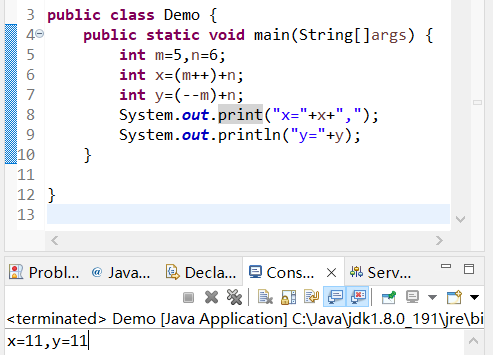 3 public class Demo {
4 public static void main(String[]args) {
5 int m=5,n=6;
6 int x=(m++)+n;
7 int y=(--m)+n;
8 System.out.print("x="+x+",");
9 System.out.println("y="+y);
10 }
11
12 }
13
Probl... @ Java... Decla... Cons... Serv...
<terminated> Demo [Java Application] C:\Java\jdk1.8.0_191\jre\bi
x=11,y=11